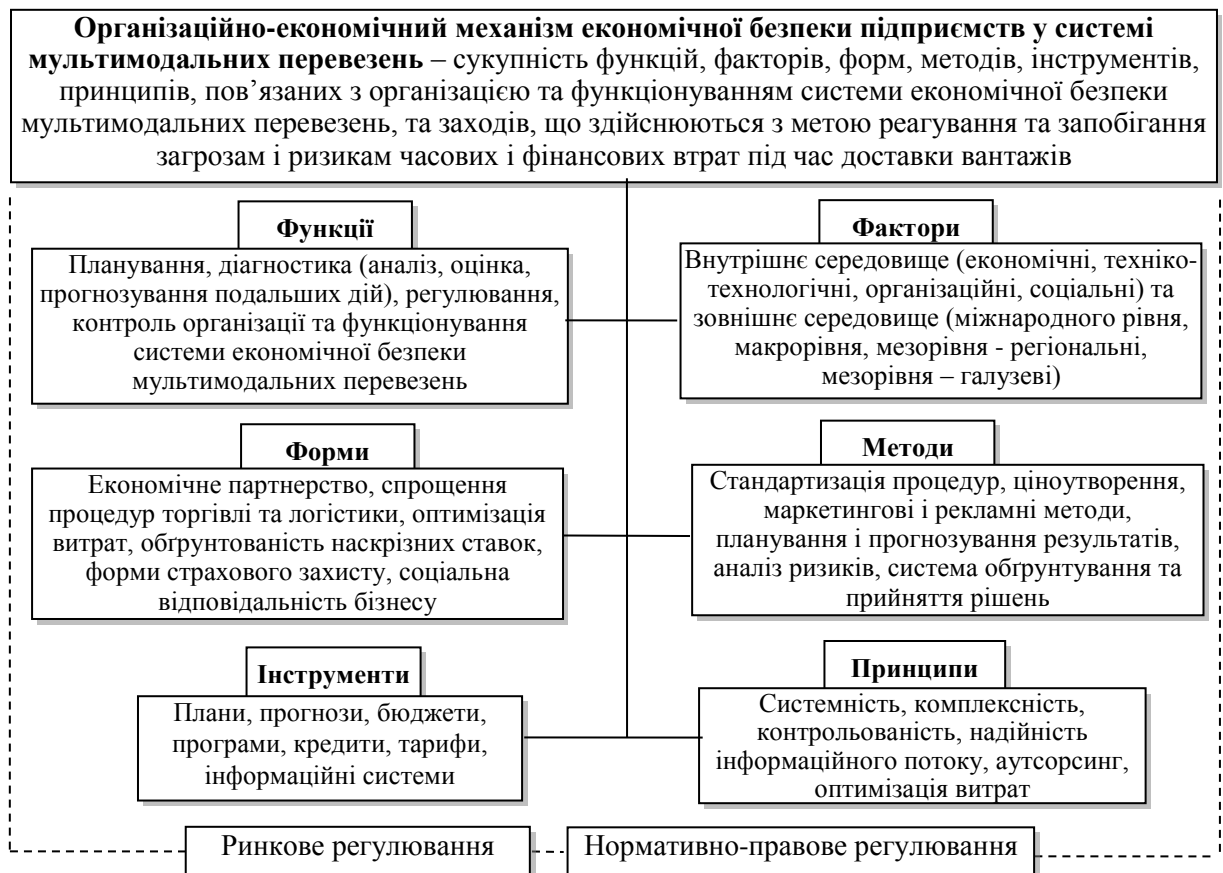 Організаційно-економічний механізм економічної безпеки підприємств у системі
мультимодальних перевезень – сукупність функцій, факторів, форм, методів, інструментів,
принципів, пов’язаних з організацією та функціонуванням системи економічної безпеки
мультимодальних перевезень, та заходів, що здійснюються з метою реагування та запобігання
загрозам і ризикам часових і фінансових втрат під час доставки вантажів
Функції
Планування, діагностика (аналіз, оцінка,
прогнозування подальших дій), регулювання,
контроль організації та функціонування
системи економічної безпеки
мультимодальних перевезень
Фактори
Внутрішнє середовище (економічні, техніко-
технологічні, організаційні, соціальні) та
зовнішнє середовище (міжнародного рівня,
макрорівня, мезорівня - регіональні,
мезорівня – галузеві)
Форми
Економічне партнерство, спрощення
процедур торгівлі та логістики, оптимізація
витрат, обґрунтованість наскрізних ставок,
форми страхового захисту, соціальна
відповідальність бізнесу
Методи
Стандартизація процедур, ціноутворення,
маркетингові і рекламні методи,
планування і прогнозування результатів,
аналіз ризиків, система обґрунтування та
прийняття рішень
Інструменти
Плани, прогнози, бюджети,
програми, кредити, тарифи,
інформаційні системи
Принципи
Системність, комплексність,
контрольованість, надійність
інформаційного потоку, аутсорсинг,
оптимізація витрат
Ринкове регулювання
Нормативно-правове регулювання